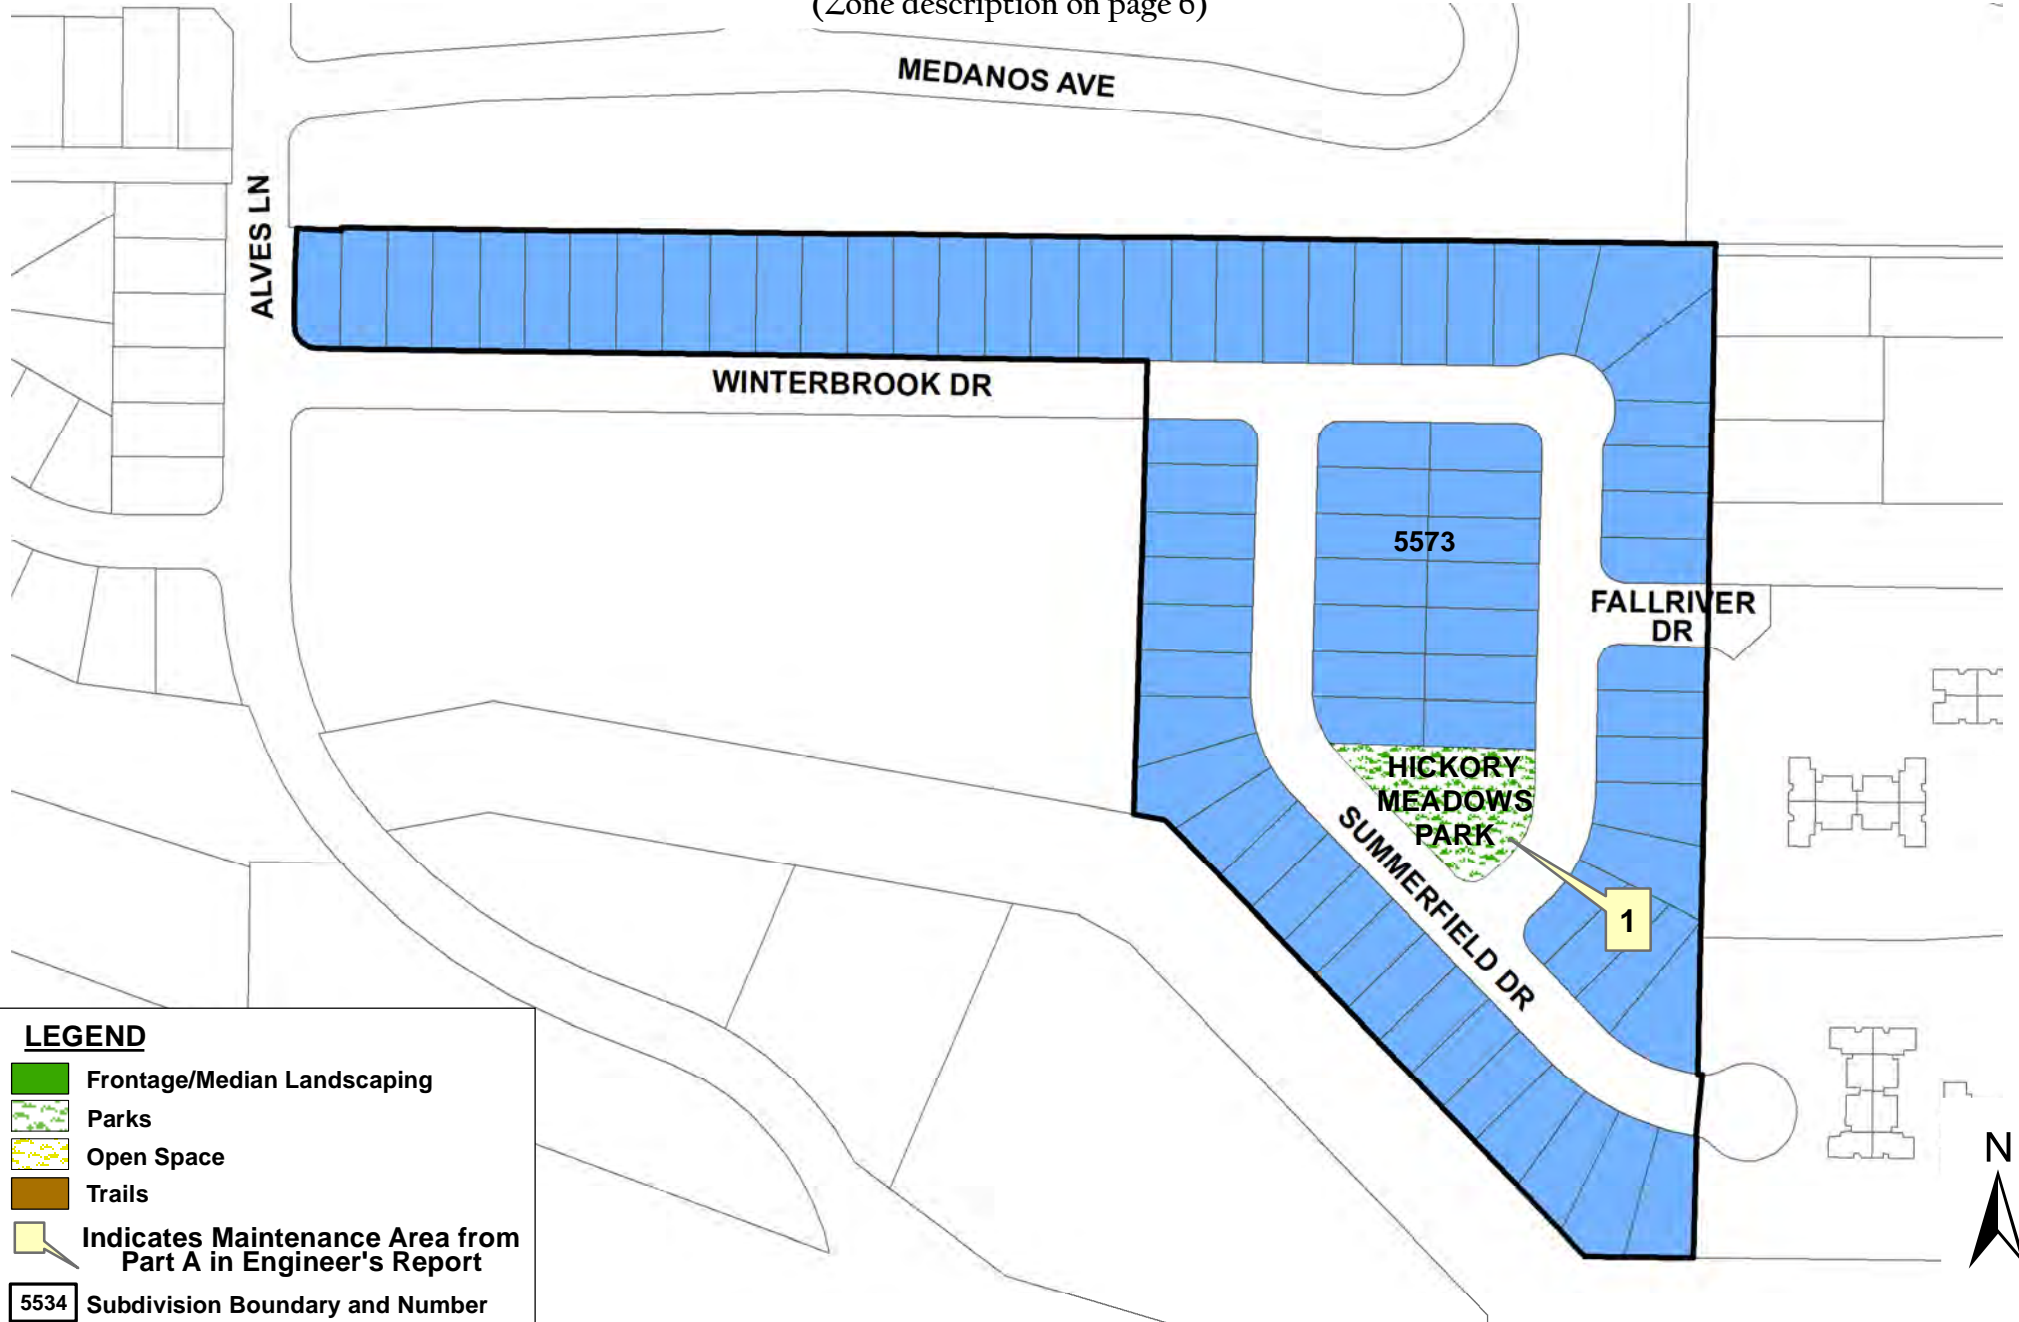 (Zone description on page 6)
MEDANOS AVE
ALVES LN
WINTERBROOK DR
5573
FALLRIVER
DR
HICKORY
MEADOWS
PARK
SUMMERFIELD DR
1
LEGEND
Frontage/Median Landscaping
Parks
Open Space
Trails
Indicates Maintenance Area from
Part A in Engineer's Report
5534 Subdivision Boundary and Number
N